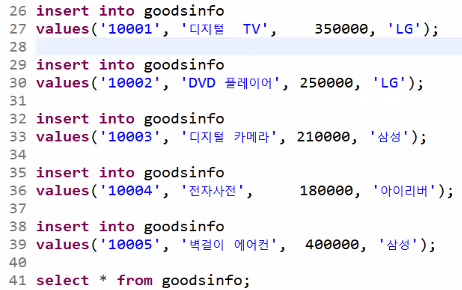 26 insert into goodsinfo
27 values('10001', '디지털  TV',    350000, 'LG');
28
29 insert into goodsinfo
30 values('10002', 'DVD 플레이어', 250000, 'LG');
31
32 insert into goodsinfo
33 values('10003', '디지털 카메라', 210000, '삼성');
34
35 insert into goodsinfo
36 values('10004', '전자사전',     180000, '아이리버');
37
38 insert into goodsinfo
39 values('10005', '벽걸이 에어컨',  400000, '삼성');
40
41 select * from goodsinfo;